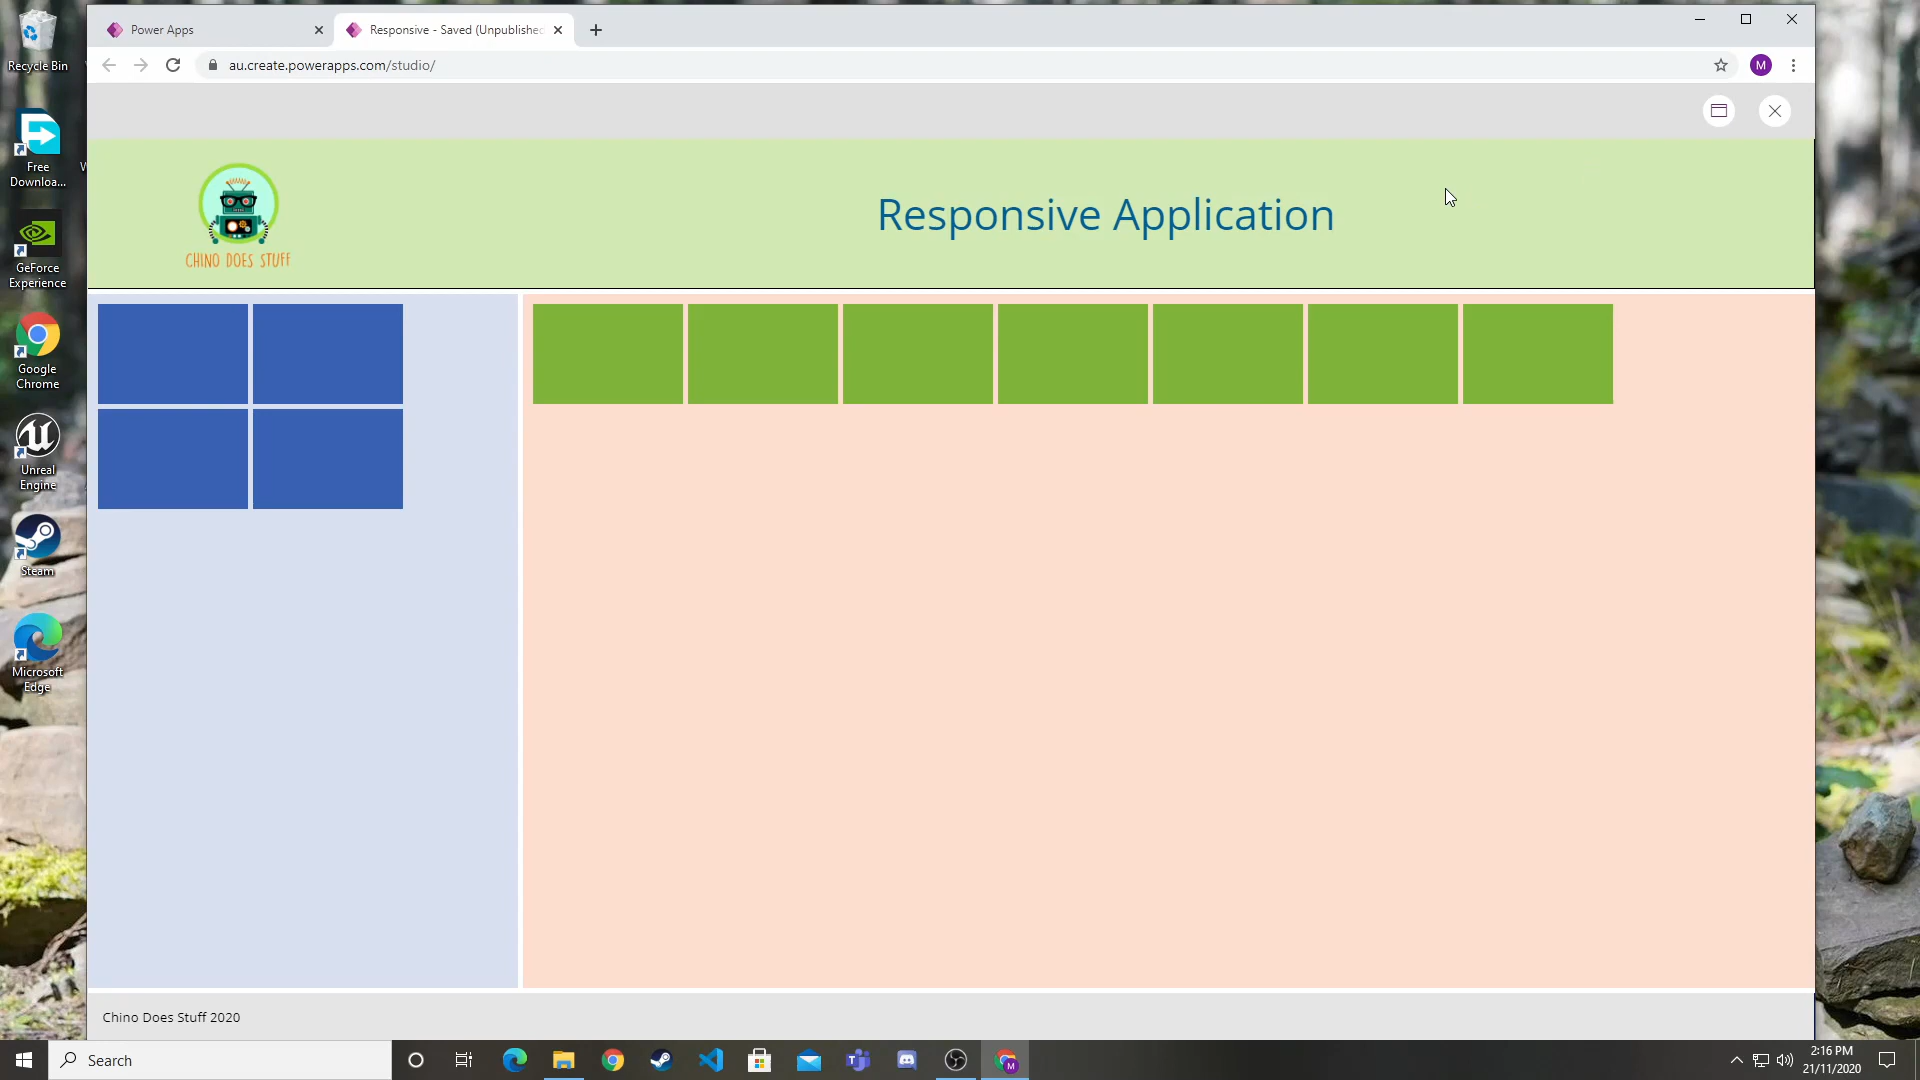 Power Apps
Responsive - Saved (Unpublished
au.create.powerapps.com/studio/
M
Recycle Bin
Free
Downloa...
GeForce
Experience
Google
Chrome
Unreal
Engine
Steam
Microsoft
Edge
CHINO DOES STUFF
Responsive Application
Chino Does Stuff 2020
Search
M
2:16 PM
21/11/2020